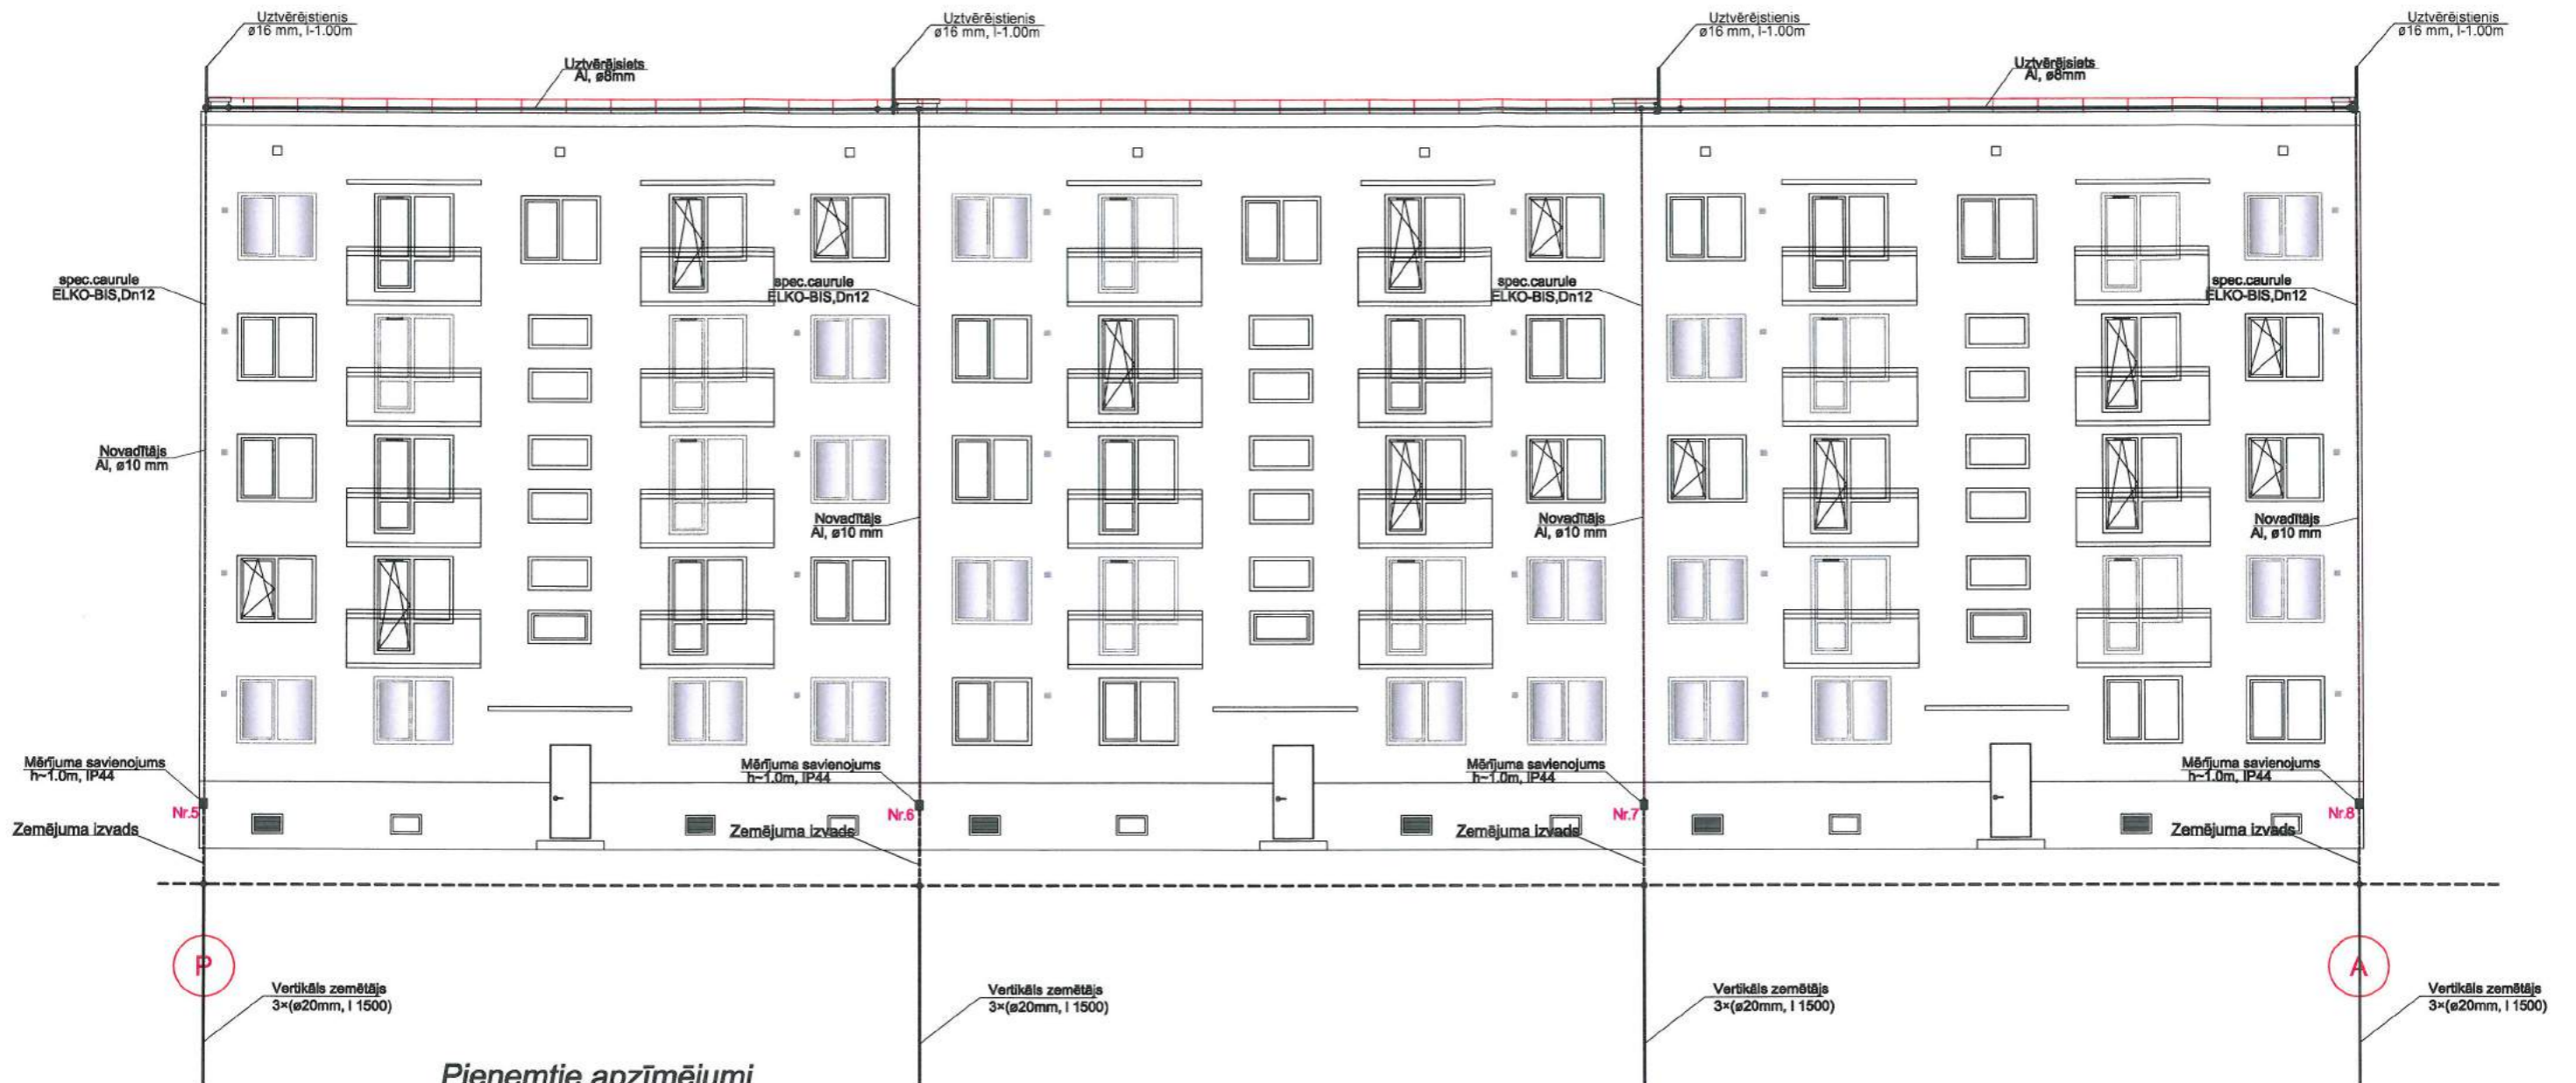 Uztvērējstienis
ø16 mm, l-1.00m
Uztvērējstienis
ø16 mm, l-1.00m
Uztvērējstienis
ø16 mm, l-1.00m
Uztvērējstienis
ø16 mm, l-1.00m
Uztvērējsiets
Al, ø8mm
Uztvērējsiets
Al, ø8mm
spec.caurule
ELKO-BIS,Dn12
spec.caurule
ELKO-BIS,Dn12
spec.caurule
ELKO-BIS,Dn12
spec.caurule
ELKO-BIS,Dn12
Novadītājs
Al, ø10 mm
Novadītājs
Al, ø10 mm
Novadītājs
Al, ø10 mm
Novadītājs
Al, ø10 mm
Mērījuma savienojums
h~1.0m, IP44
Mērījuma savienojums
h~1.0m, IP44
Mērījuma savienojums
h~1.0m, IP44
Mērījuma savienojums
h~1.0m, IP44
Nr.5
Nr.6
Nr.7
Nr.8
Zemējuma izvads
Zemējuma izvads
Zemējuma izvads
Zemējuma izvads
P
A
Vertikāls zemētājs
3×(ø20mm, l 1500)
Vertikāls zemētājs
3×(ø20mm, l 1500)
Vertikāls zemētājs
3×(ø20mm, l 1500)
Vertikāls zemētājs
3×(ø20mm, l 1500)
Pieņemtie apzīmējumi